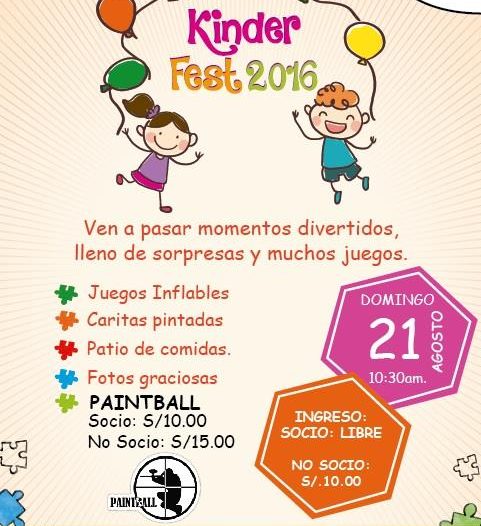 Kinder
Fest 2016
Ven a pasar momentos divertidos,
lleno de sorpresas y muchos juegos.
Juegos Inflables
Caritas pintadas
Patio de comidas.
Fotos graciosas
PAINTBALL
Socio: S/10.00
No Socio: S/15.00
PAINTBALL
DOMINGO
21
AGOSTO
10:30am.
INGRESO:
SOCIO: LIBRE
NO SOCIO:
S/.10.00